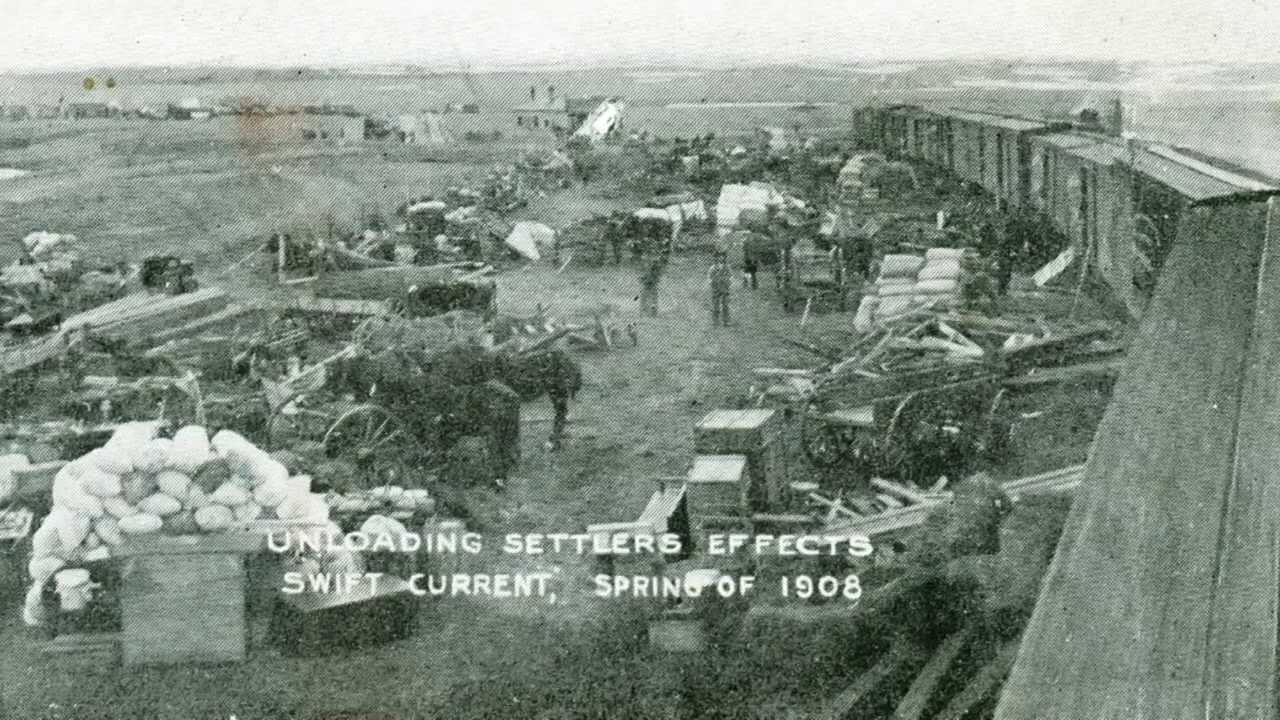 UNLOADING SETTLERS EFFECTS
SWIFT CURRENT, SPRING OF 1908